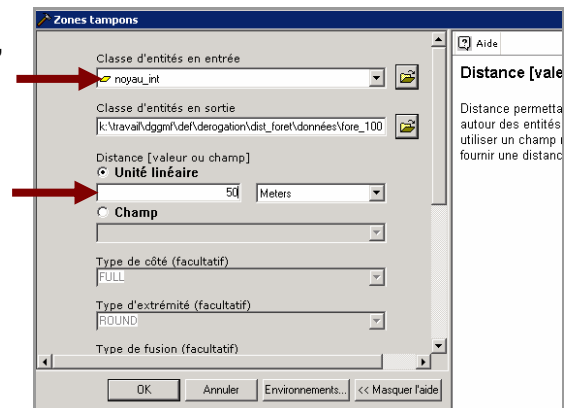 Zones tampons
Classe d'entités en entrée
noyau_int
Classe d'entités en sortie
k:\travail\dggmf\def\derogation\dist_foret\données\fore_100
Distance [valeur ou champ]
Unité linéaire
50 Meters
Champ
Type de côté (facultatif)
FULL
Type d'extrémité (facultatif)
ROUND
Type de fusion (facultatif)
OK Annuler Environnements... << Masquer l'aide
Aide
Distance [vale
Distance permetta
autour des entités
utiliser un champ
fournir une distanc